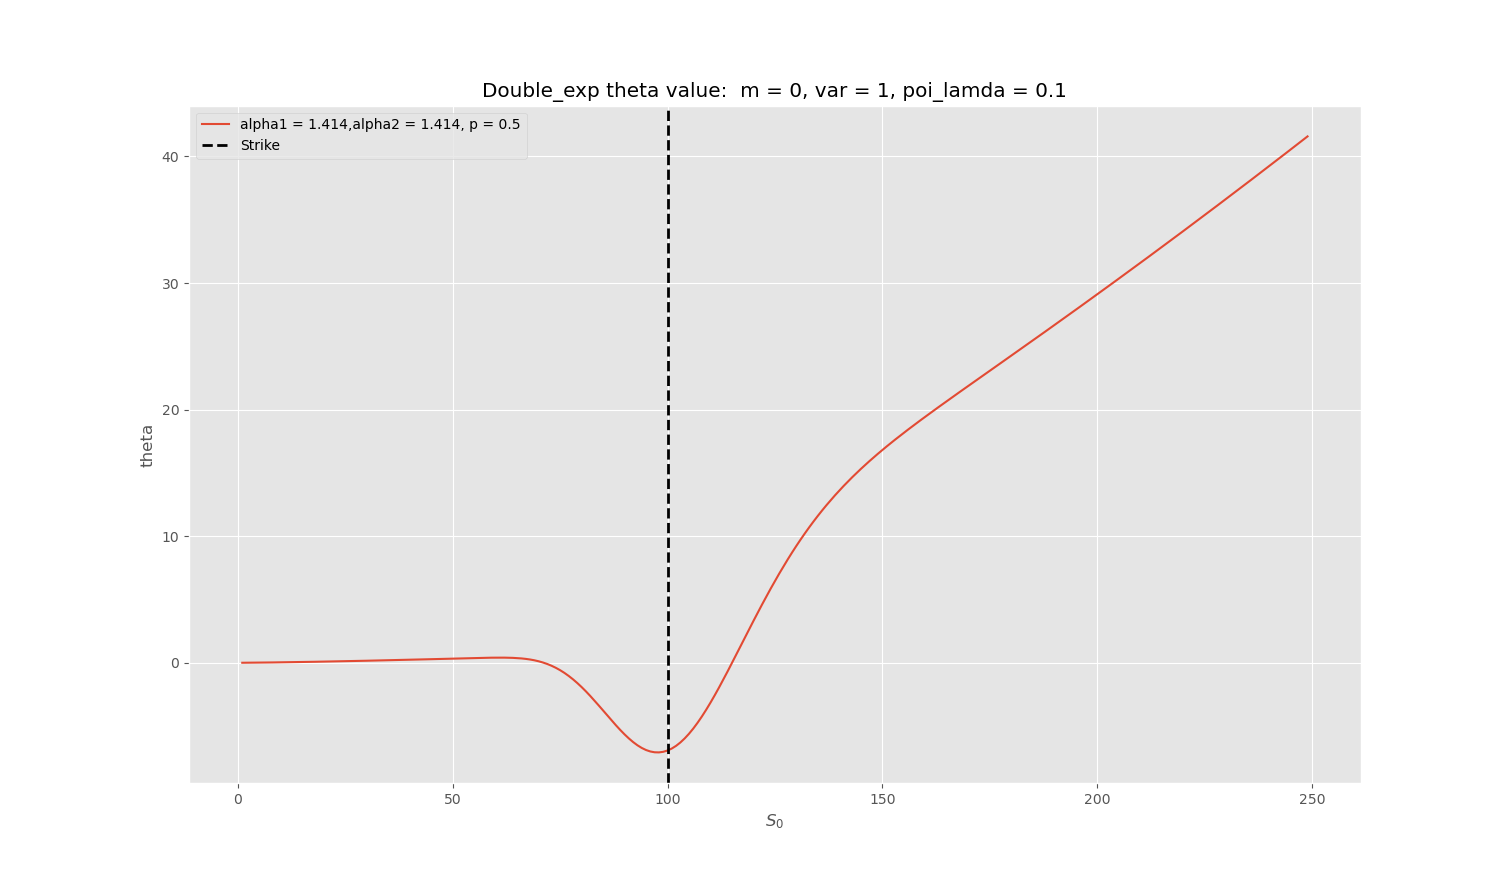 Double_exp theta value:  m = 0, var = 1, poi_lamda = 0.1
alpha1 = 1.414,alpha2 = 1.414, p = 0.5
Strike
40
30
20
10
0
theta
0 50 100 150 200 250
S₀